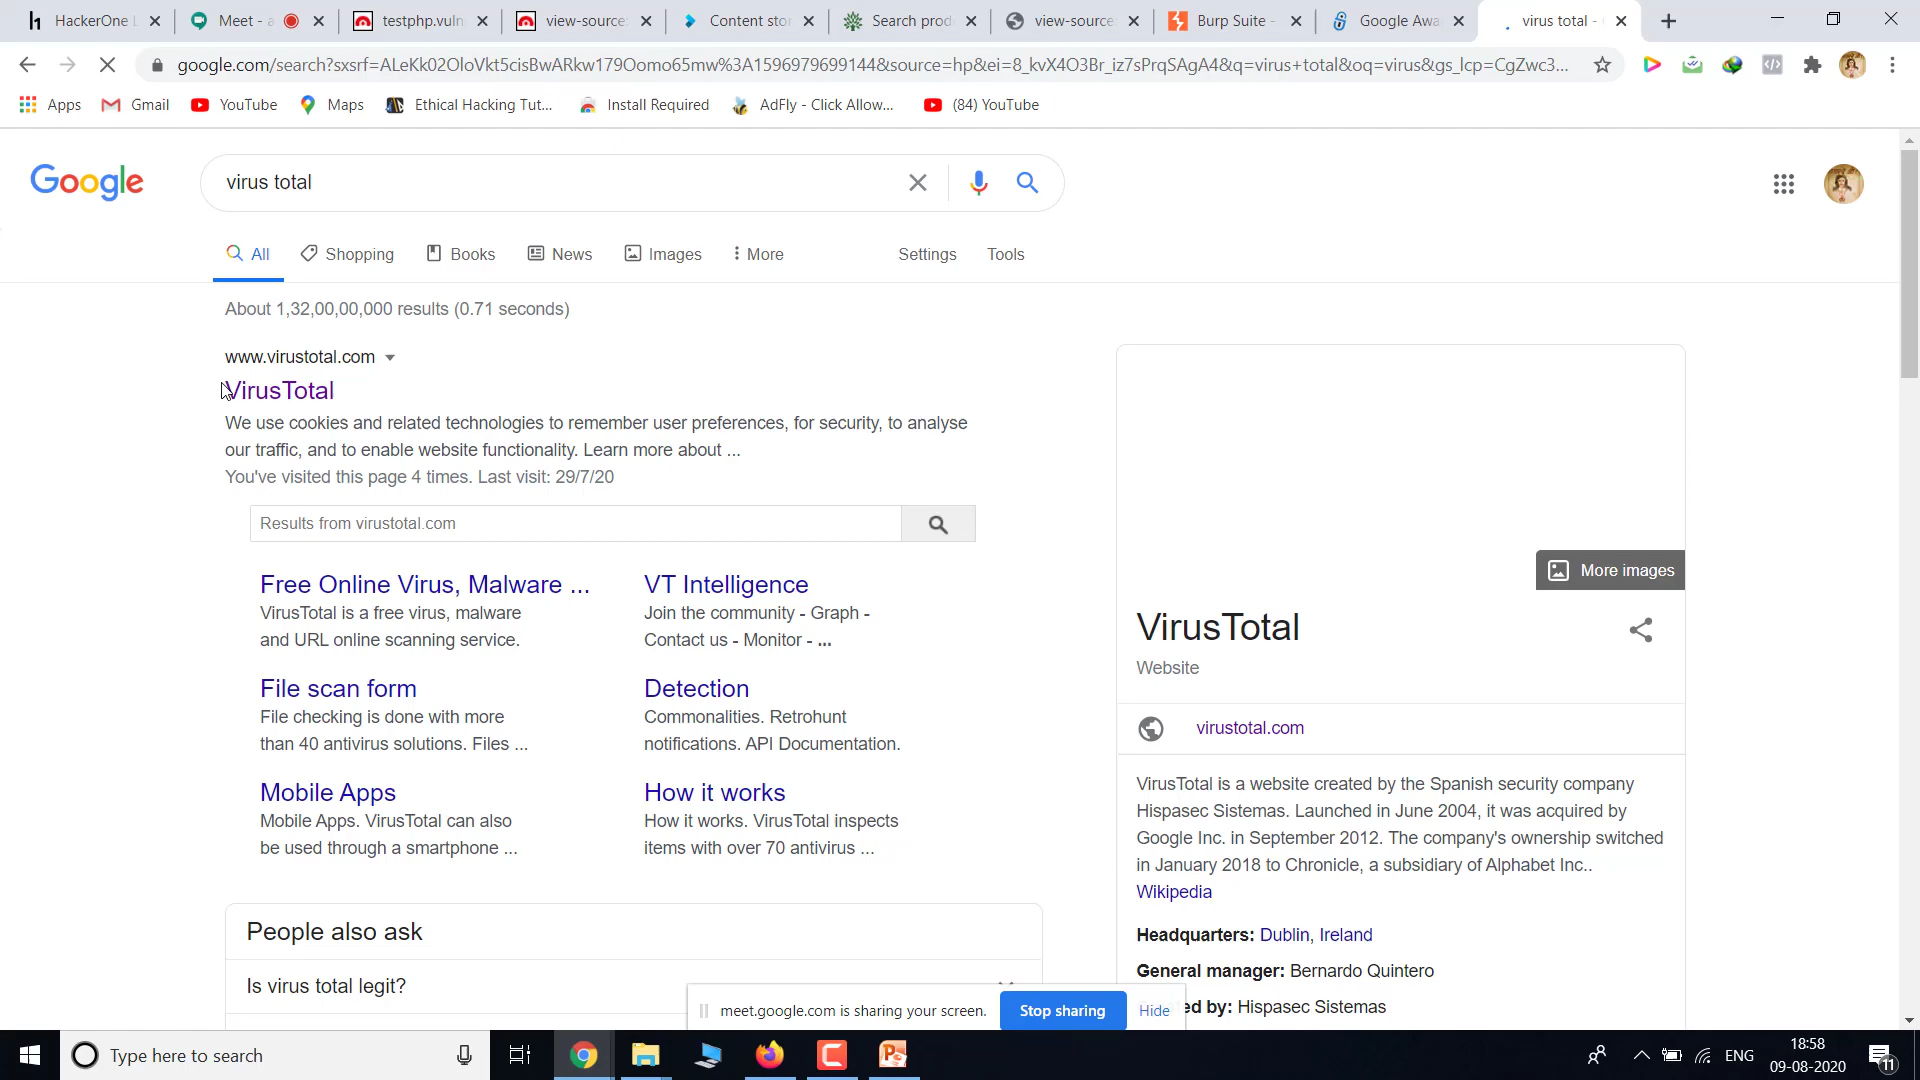 HackerOne L
Meet - a
testphp.vuln
view-source:
Content stor
Search prod
view-source:
Burp Suite -
Google Awa
virus total -
google.com/search?sxsrf=ALeKk02OloVkt5cisBwARkw179Oomo65mw%3A1596979699144&source=hp&ei=8_kvX4O3Br_iz7sPrqSAgA4&q=virus+total&oq=virus&gs_lcp=CgZwc3...
Apps
Gmail
YouTube
Maps
Ethical Hacking Tut...
Install Required
AdFly - Click Allow...
(84) YouTube
Google
virus total
All
Shopping
Books
News
Images
More
Settings
Tools
About 1,32,00,00,000 results (0.71 seconds)
www.virustotal.com
VirusTotal
We use cookies and related technologies to remember user preferences, for security, to analyse
our traffic, and to enable website functionality. Learn more about ...
You've visited this page 4 times. Last visit: 29/7/20
Results from virustotal.com
Free Online Virus, Malware ...
VirusTotal is a free virus, malware
and URL online scanning service.
VT Intelligence
Join the community - Graph -
Contact us - Monitor - ...
File scan form
File checking is done with more
than 40 antivirus solutions. Files ...
Detection
Commonalities. Retrohunt
notifications. API Documentation.
Mobile Apps
Mobile Apps. VirusTotal can also
be used through a smartphone ...
How it works
How it works. VirusTotal inspects
items with over 70 antivirus ...
People also ask
Is virus total legit?
More images
VirusTotal
Website
virustotal.com
VirusTotal is a website created by the Spanish security company
Hispasec Sistemas. Launched in June 2004, it was acquired by
Google Inc. in September 2012. The company's ownership switched
in January 2018 to Chronicle, a subsidiary of Alphabet Inc..
Wikipedia
Headquarters: Dublin, Ireland
General manager: Bernardo Quintero
ed by: Hispasec Sistemas
meet.google.com is sharing your screen.
Stop sharing
Hide
Type here to search
ENG
18:58
09-08-2020
11